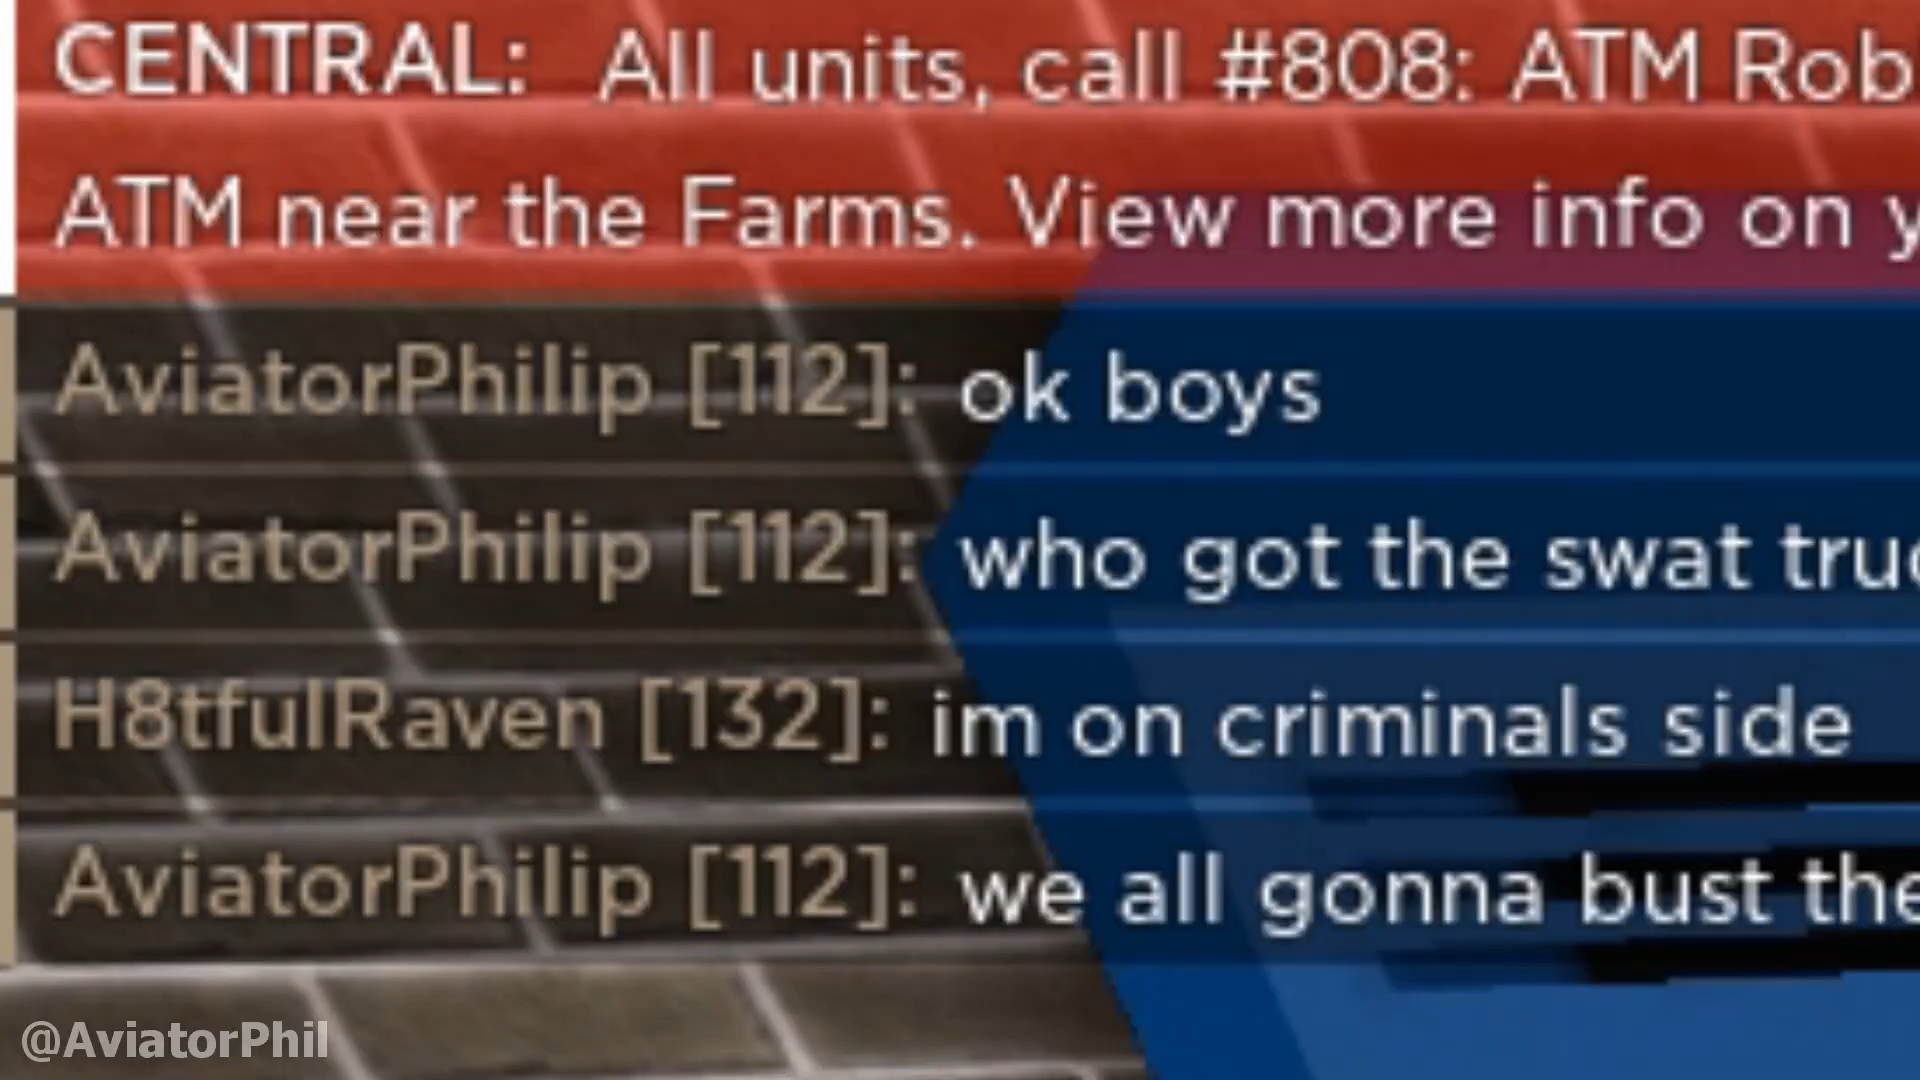 CENTRAL: All units, call #808: ATM Rob
ATM near the Farms. View more info on y
AviatorPhilip [112]: ok boys
AviatorPhilip [112]: who got the swat truc
H8tfulRaven [132]: im on criminals side
AviatorPhilip [112]: we all gonna bust the
@AviatorPhil